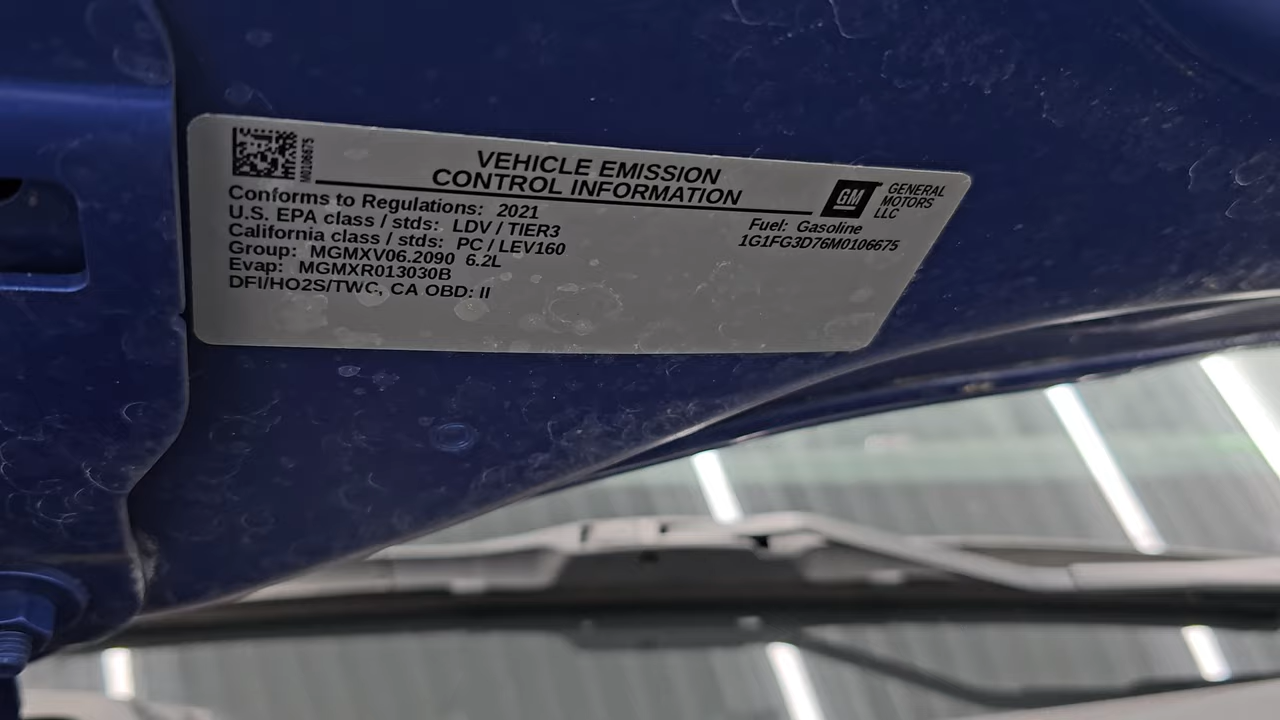 M0106675
VEHICLE EMISSION
CONTROL INFORMATION
GM
GENERAL
MOTORS
LLC
Conforms to Regulations: 2021
U.S. EPA class / stds: LDV / TIER3
California class / stds: PC / LEV160
Group: MGMXV06.2090 6.2L
Evap: MGMXR013030B
DFI/HO2S/TWC, CA OBD: II
Fuel: Gasoline
1G1FG3D76M0106675